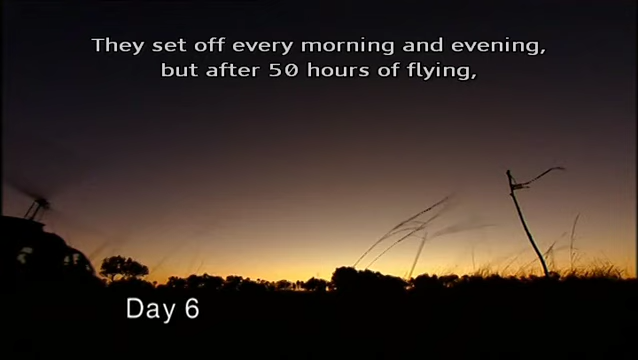 They set off every morning and evening,
but after 50 hours of flying,
Day 6